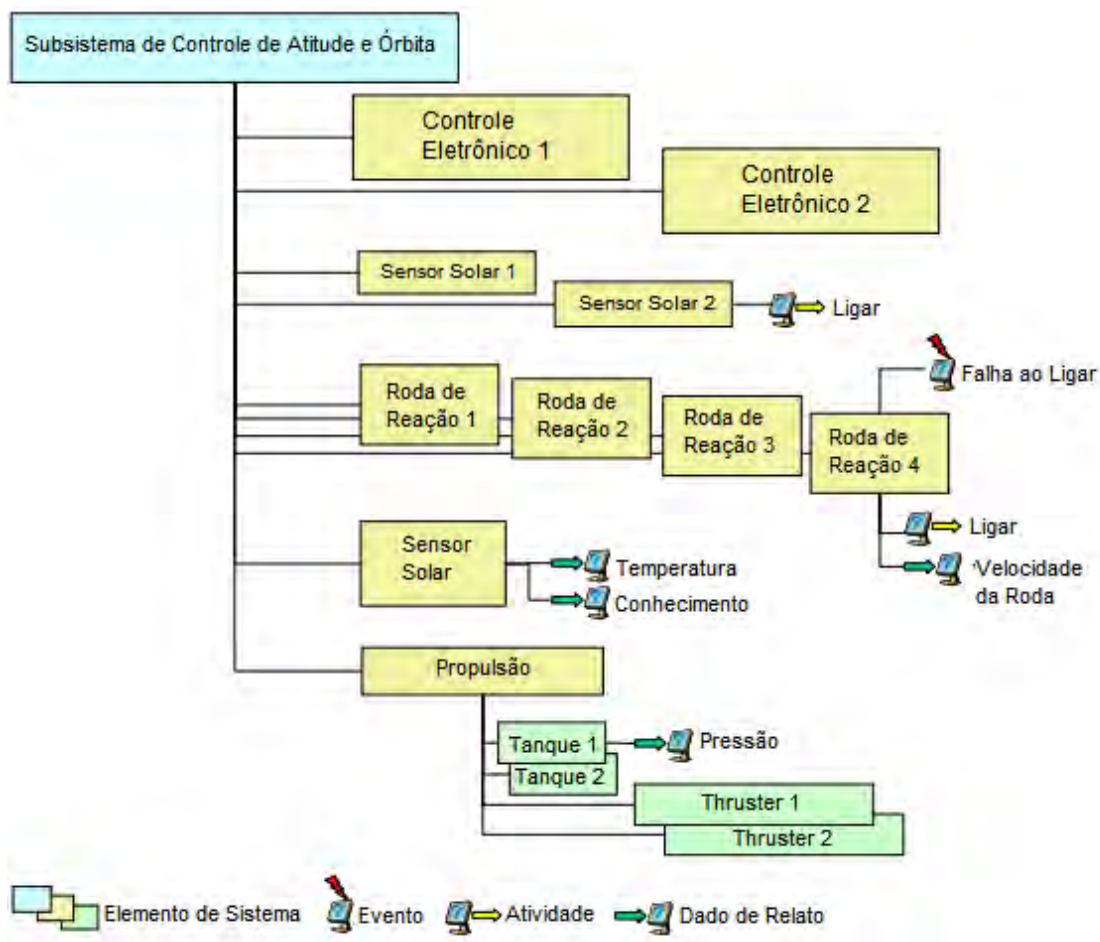 Subsistema de Controle de Atitude e Órbita
Controle
Eletrônico 1
Controle
Eletrônico 2
Sensor Solar 1
Sensor Solar 2
Ligar
Falha ao Ligar
Roda de
Reação 1
Roda de
Reação 2
Roda de
Reação 3
Roda de
Reação 4
Ligar
Velocidade
da Roda
Sensor
Solar
Temperatura
Conhecimento
Propulsão
Tanque 1
Pressão
Tanque 2
Thruster 1
Thruster 2
Elemento de Sistema
Evento
Atividade
Dado de Relato